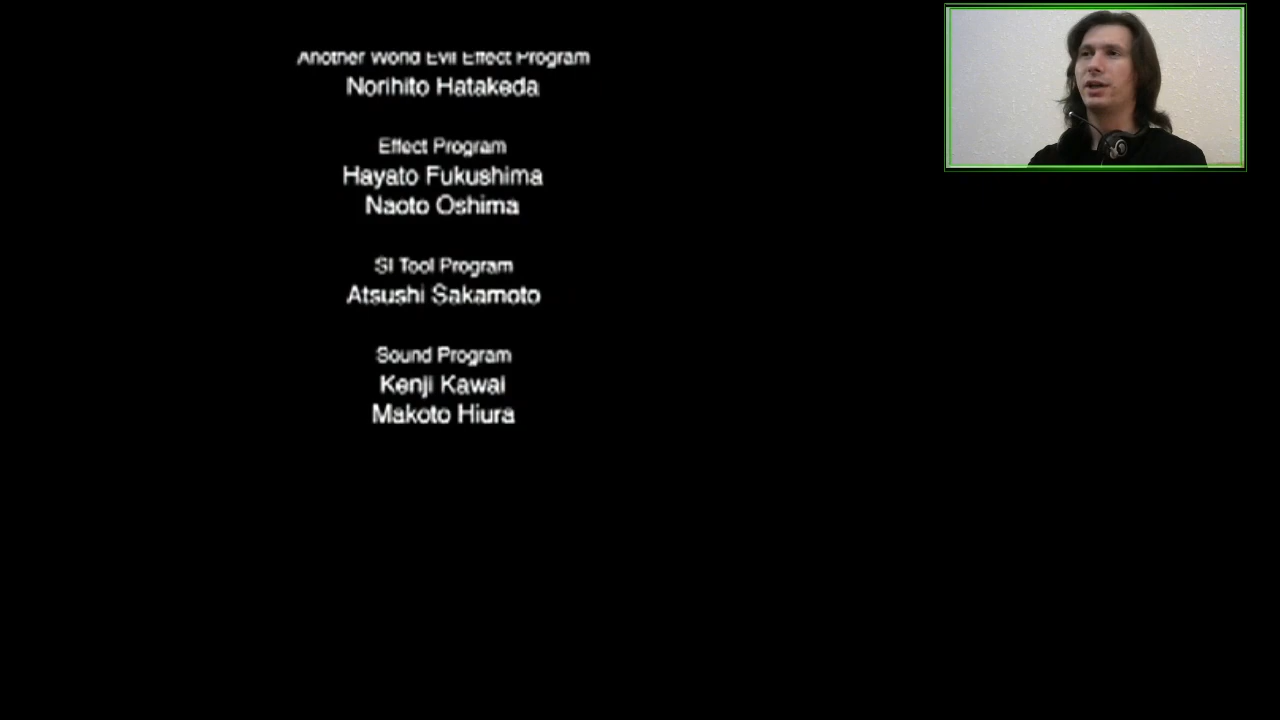 Another World Evil Effect Program
Norihito Hatakeda
Effect Program
Hayato Fukushima
Naoto Oshima
SI Tool Program
Atsushi Sakamoto
Sound Program
Kenji Kawai
Makoto Hiura